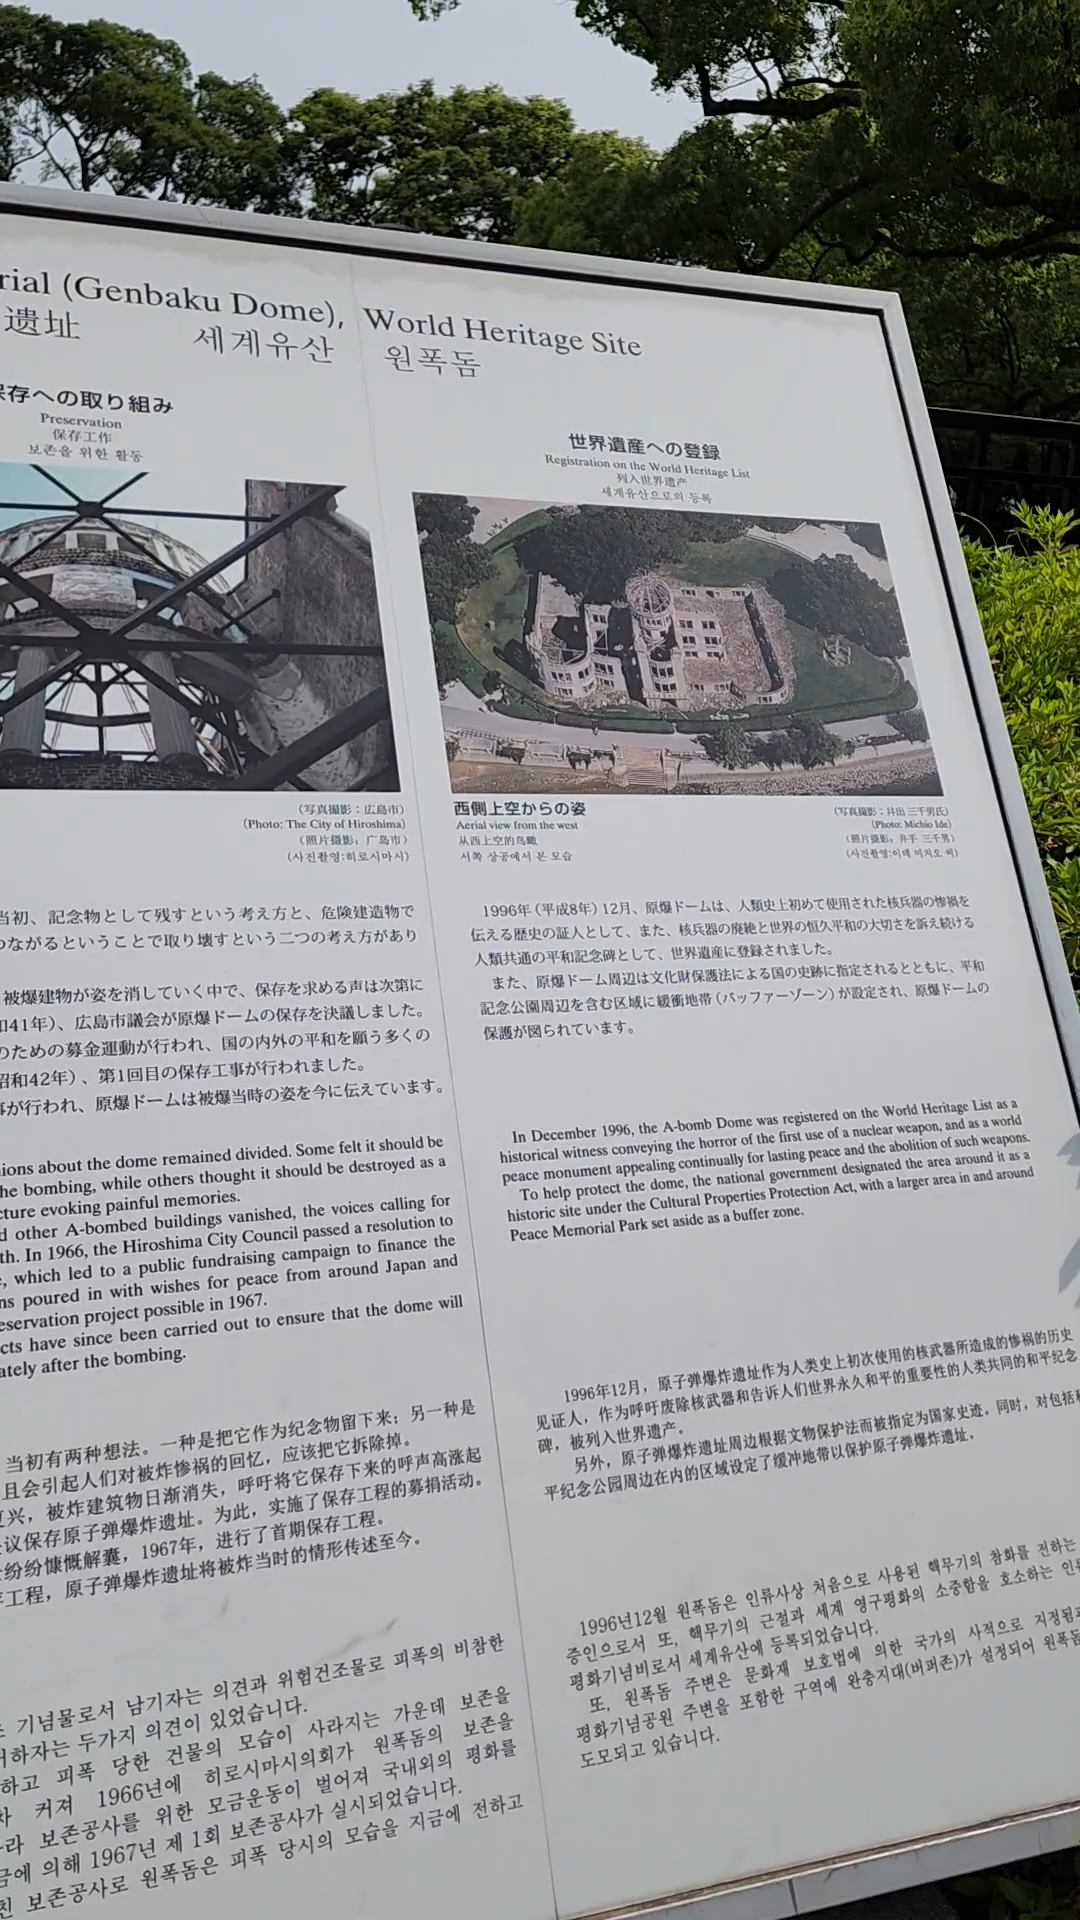 rial (Genbaku Dome), World Heritage Site
遗址 세계유산 원폭돔
保存への取り組み
Preservation
保存工作
보존을 위한 활동
(写真撮影：広島市)
(Photo: The City of Hiroshima)
(照片摄影：广岛市)
(사진촬영:히로시마시)
当初、記念物として残すという考え方と、危険建造物で
つながるということで取り壊すという二つの考え方があり
被爆建物が姿を消していく中で、保存を求める声は次第に
和41年）、広島市議会が原爆ドームの保存を決議しました。
のための募金運動が行われ、国の内外の平和を願う多くの
昭和42年）、第1回目の保存工事が行われました。
事が行われ、原爆ドームは被爆当時の姿を今に伝えています。
ions about the dome remained divided. Some felt it should be
he bombing, while others thought it should be destroyed as a
cture evoking painful memories.
d other A-bombed buildings vanished, the voices calling for
th. In 1966, the Hiroshima City Council passed a resolution to
e, which led to a public fundraising campaign to finance the
ns poured in with wishes for peace from around Japan and
eservation project possible in 1967.
cts have since been carried out to ensure that the dome will
ately after the bombing.
当初有两种想法。一种是把它作为纪念物留下来；另一种是
且会引起人们对被炸惨祸的回忆，应该把它拆除掉。
复兴，被炸建筑物日渐消失，呼吁将它保存下来的呼声高涨起
决议保存原子弹爆炸遗址。为此，实施了保存工程的募捐活动。
纷纷慷慨解囊，1967年，进行了首期保存工程。
存工程，原子弹爆炸遗址将被炸当时的情形传述至今。
기념물로서 남기자는 의견과 위험건조물로 피폭의 비참한
거하자는 두가지 의견이 있었습니다.
하고 피폭 당한 건물의 모습이 사라지는 가운데 보존을
차 커져 1966년에 히로시마시의회가 원폭돔의 보존을
라 보존공사를 위한 모금운동이 벌어져 국내외의 평화를
금에 의해 1967년 제 1회 보존공사가 실시되었습니다.
친 보존공사로 원폭돔은 피폭 당시의 모습을 지금에 전하고
世界遺産への登録
Registration on the World Heritage List
列入世界遗产
세계유산으로의 등록
西側上空からの姿
Aerial view from the west
从西上空的鸟瞰
서쪽 상공에서 본 모습
(写真撮影：井出 三千男氏)
(Photo: Michio Ide)
(照片摄影：井手 三千男)
(사진촬영:이데 미치오 씨)
1996年（平成8年）12月、原爆ドームは、人類史上初めて使用された核兵器の惨禍を
伝える歴史の証人として、また、核兵器の廃絶と世界の恒久平和の大切さを訴え続ける
人類共通の平和記念碑として、世界遺産に登録されました。
また、原爆ドーム周辺は文化財保護法による国の史跡に指定されるとともに、平和
記念公園周辺を含む区域に緩衝地帯（バッファーゾーン）が設定され、原爆ドームの
保護が図られています。
In December 1996, the A-bomb Dome was registered on the World Heritage List as a
historical witness conveying the horror of the first use of a nuclear weapon, and as a world
peace monument appealing continually for lasting peace and the abolition of such weapons.
To help protect the dome, the national government designated the area around it as a
historic site under the Cultural Properties Protection Act, with a larger area in and around
Peace Memorial Park set aside as a buffer zone.
1996年12月，原子弹爆炸遗址作为人类史上初次使用的核武器所造成的惨祸的历史
见证人，作为呼吁废除核武器和告诉人们世界永久和平的重要性的人类共同的和平纪念
碑，被列入世界遗产。
另外，原子弹爆炸遗址周边根据文物保护法而被指定为国家史迹。同时，对包括和
平纪念公园周边在内的区域设定了缓冲地带以保护原子弹爆炸遗址。
1996년12월 원폭돔은 인류사상 처음으로 사용된 핵무기의 참화를 전하는
증인으로서 또, 핵무기의 근절과 세계 영구평화의 소중함을 호소하는 인류
평화기념비로서 세계유산에 등록되었습니다.
또, 원폭돔 주변은 문화재 보호법에 의한 국가의 사적으로 지정됨과
평화기념공원 주변을 포함한 구역에 완충지대(버퍼존)가 설정되어 원폭돔
도모되고 있습니다.